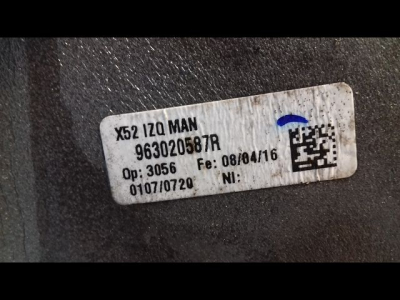 X52 IZQ MAN
963020587R
Op: 3056 Fe: 08/04/16
0107/0720 NI: